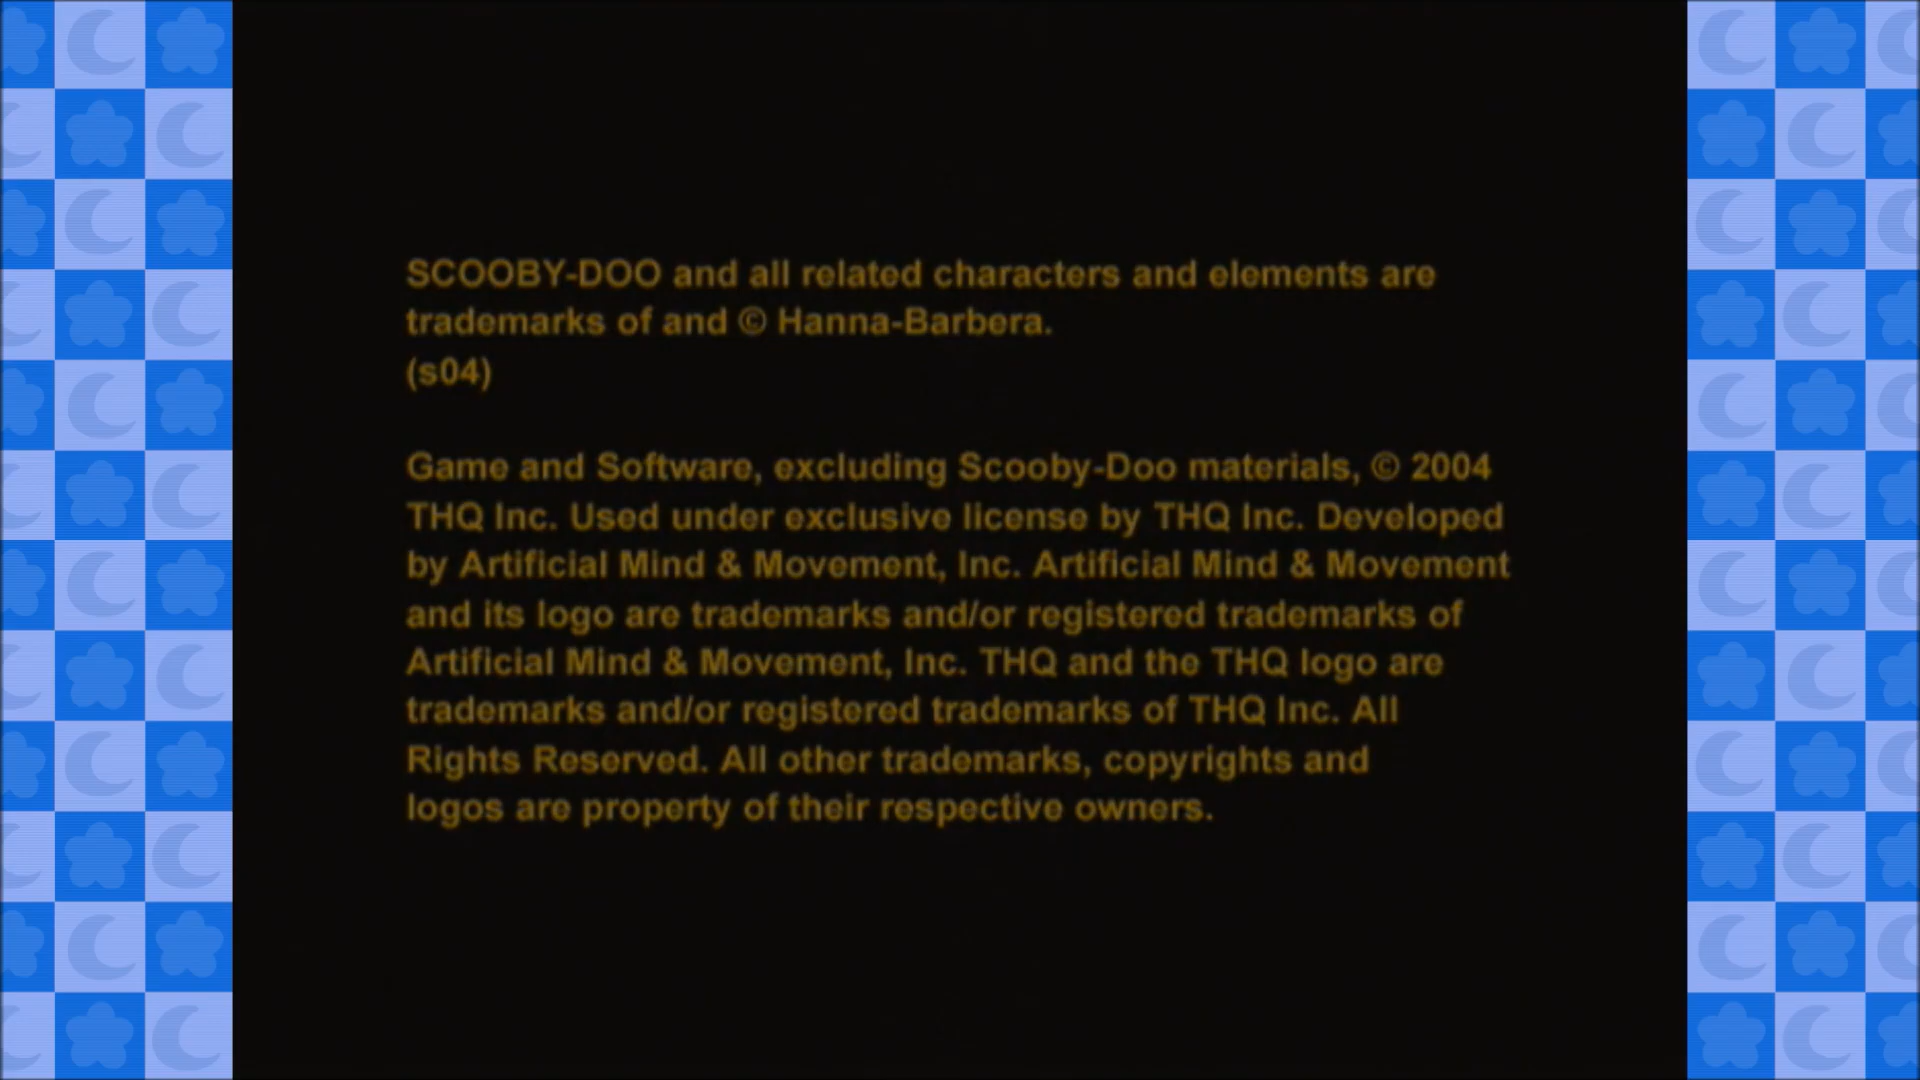 SCOOBY-DOO and all related characters and elements are
trademarks of and © Hanna-Barbera.
(s04)
Game and Software, excluding Scooby-Doo materials, © 2004
THQ Inc. Used under exclusive license by THQ Inc. Developed
by Artificial Mind & Movement, Inc. Artificial Mind & Movement
and its logo are trademarks and/or registered trademarks of
Artificial Mind & Movement, Inc. THQ and the THQ logo are
trademarks and/or registered trademarks of THQ Inc. All
Rights Reserved. All other trademarks, copyrights and
logos are property of their respective owners.